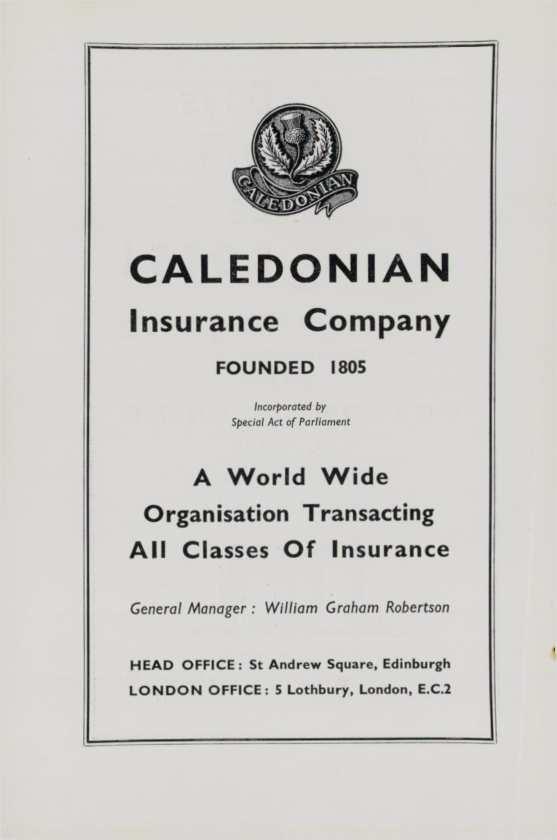 CALEDONIAN
CALEDONIAN
Insurance Company
FOUNDED 1805
Incorporated by
Special Act of Parliament
A World Wide
Organisation Transacting
All Classes Of Insurance
General Manager : William Graham Robertson
HEAD OFFICE : St Andrew Square, Edinburgh
LONDON OFFICE : 5 Lothbury, London, E.C.2